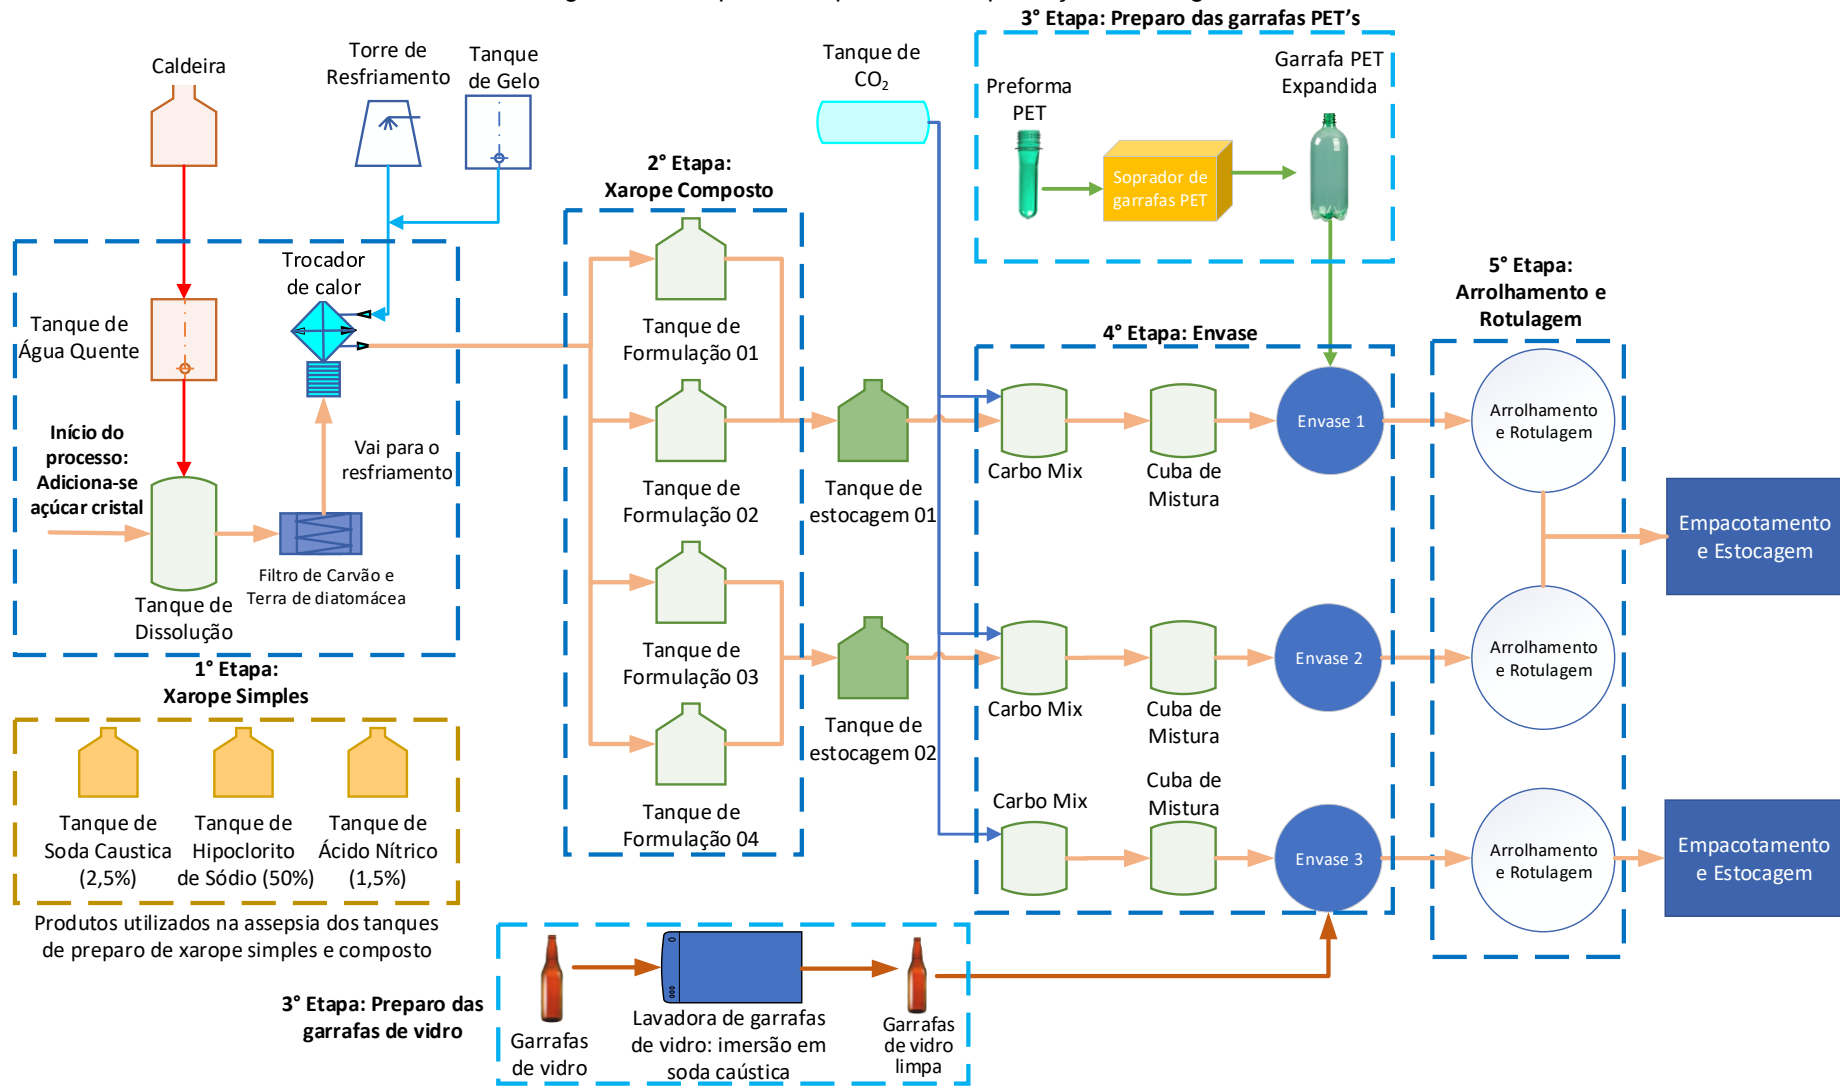 3° Etapa: Preparo das garrafas PET's
Caldeira
Torre de
Resfriamento
Tanque
de Gelo
Tanque de
CO₂
Preforma
PET
Garrafa PET
Expandida
Soprador de
garrafas PET
2° Etapa:
Xarope Composto
Trocador
de calor
Tanque de
Água Quente
Início do
processo:
Adiciona-se
açúcar cristal
Vai para o
resfriamento
Filtro de Carvão e
Terra de diatomácea
Tanque de
Dissolução
1° Etapa:
Xarope Simples
Tanque de
Formulação 01
Tanque de
Formulação 02
Tanque de
Formulação 03
Tanque de
Formulação 04
Tanque de
estocagem 01
Tanque de
estocagem 02
4° Etapa: Envase
Carbo Mix
Cuba de
Mistura
Envase 1
Carbo Mix
Cuba de
Mistura
Envase 2
Carbo Mix
Cuba de
Mistura
Envase 3
5° Etapa:
Arrolhamento e
Rotulagem
Arrolhamento
e Rotulagem
Arrolhamento
e Rotulagem
Arrolhamento
e Rotulagem
Empacotamento
e Estocagem
Empacotamento
e Estocagem
Tanque de
Soda Caustica
(2,5%)
Tanque de
Hipoclorito
de Sódio (50%)
Tanque de
Ácido Nítrico
(1,5%)
Produtos utilizados na assepsia dos tanques
de preparo de xarope simples e composto
3° Etapa: Preparo das
garrafas de vidro
Garrafas
de vidro
Lavadora de garrafas
de vidro: imersão em
soda caústica
Garrafas
de vidro
limpa